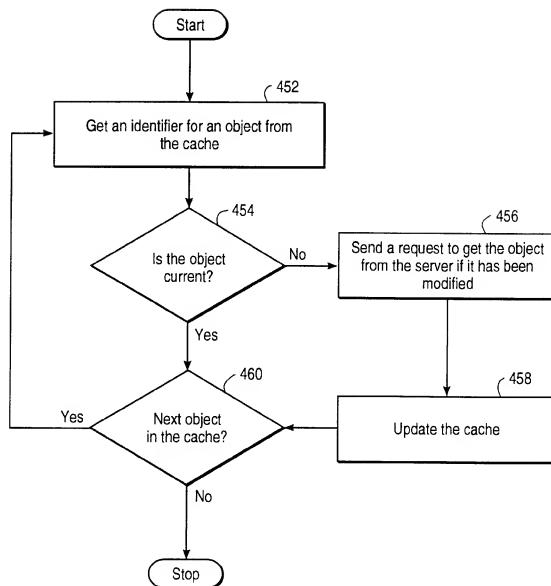 Start
452
Get an identifier for an object from
the cache
454
Is the object
current?
No
456
Send a request to get the object
from the server if it has been
modified
Yes
458
Update the cache
460
Next object
in the cache?
Yes
No
Stop